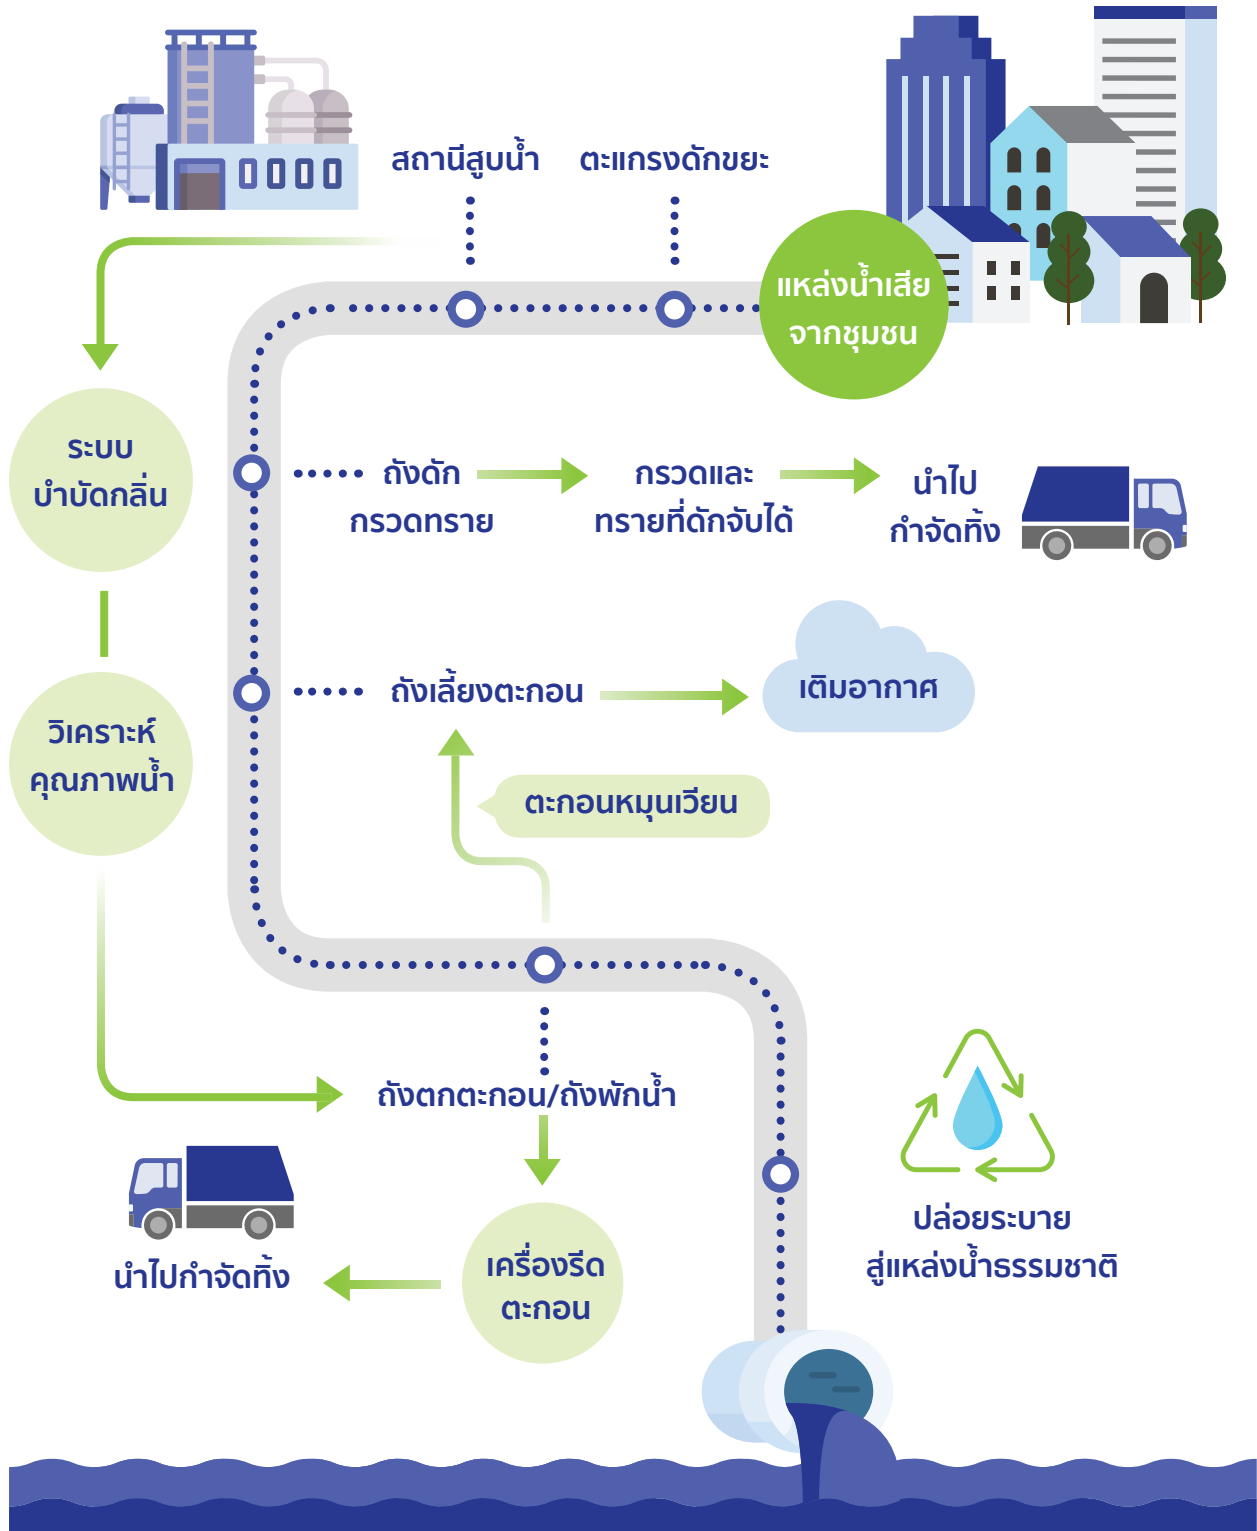 สถานีสูบน้ำ
ตะแกรงดักขยะ
แหล่งน้ำเสีย
จากชุมชน
ระบบ
บำบัดกลิ่น
ถังดัก
กรวดทราย
กรวดและ
ทรายที่ดักจับได้
นำไป
กำจัดทิ้ง
ถังเลี้ยงตะกอน
เติมอากาศ
วิเคราะห์
คุณภาพน้ำ
ตะกอนหมุนเวียน
ถังตกตะกอน/ถังพักน้ำ
เครื่องรีด
ตะกอน
นำไปกำจัดทิ้ง
ปล่อยระบาย
สู่แหล่งน้ำธรรมชาติ